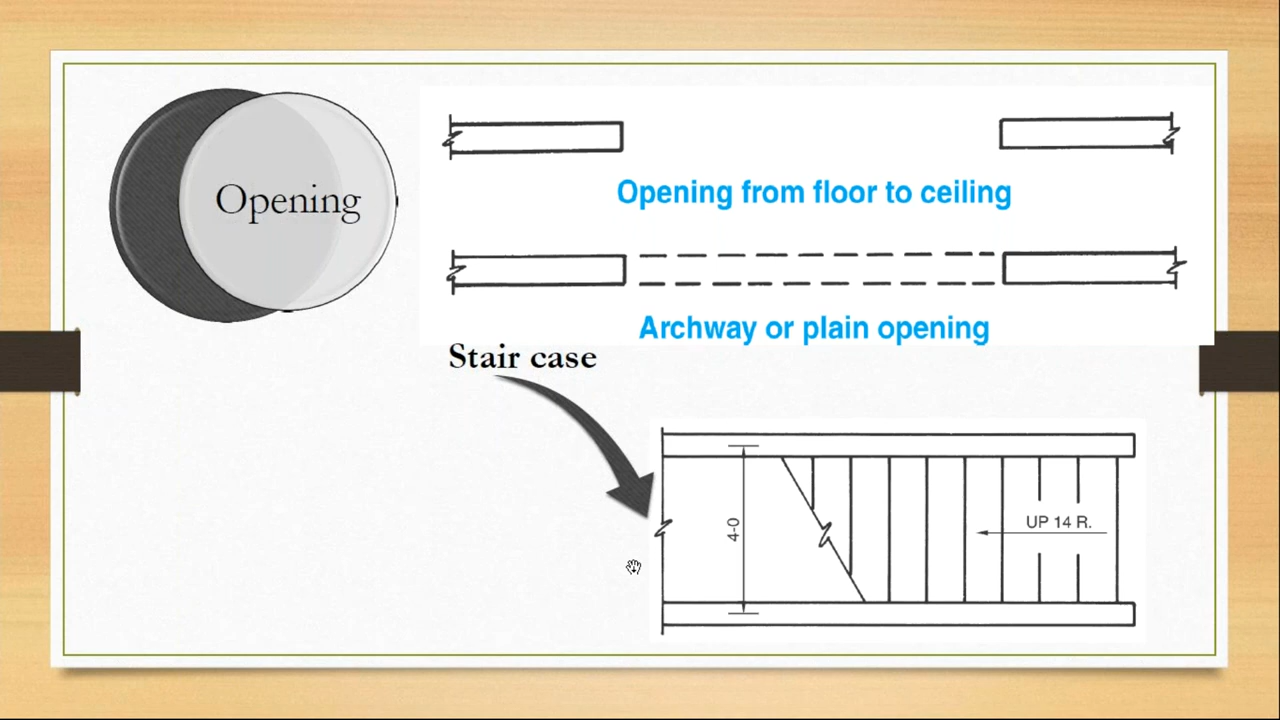 Opening
Opening from floor to ceiling
Archway or plain opening
Stair case
4-0
UP 14 R.